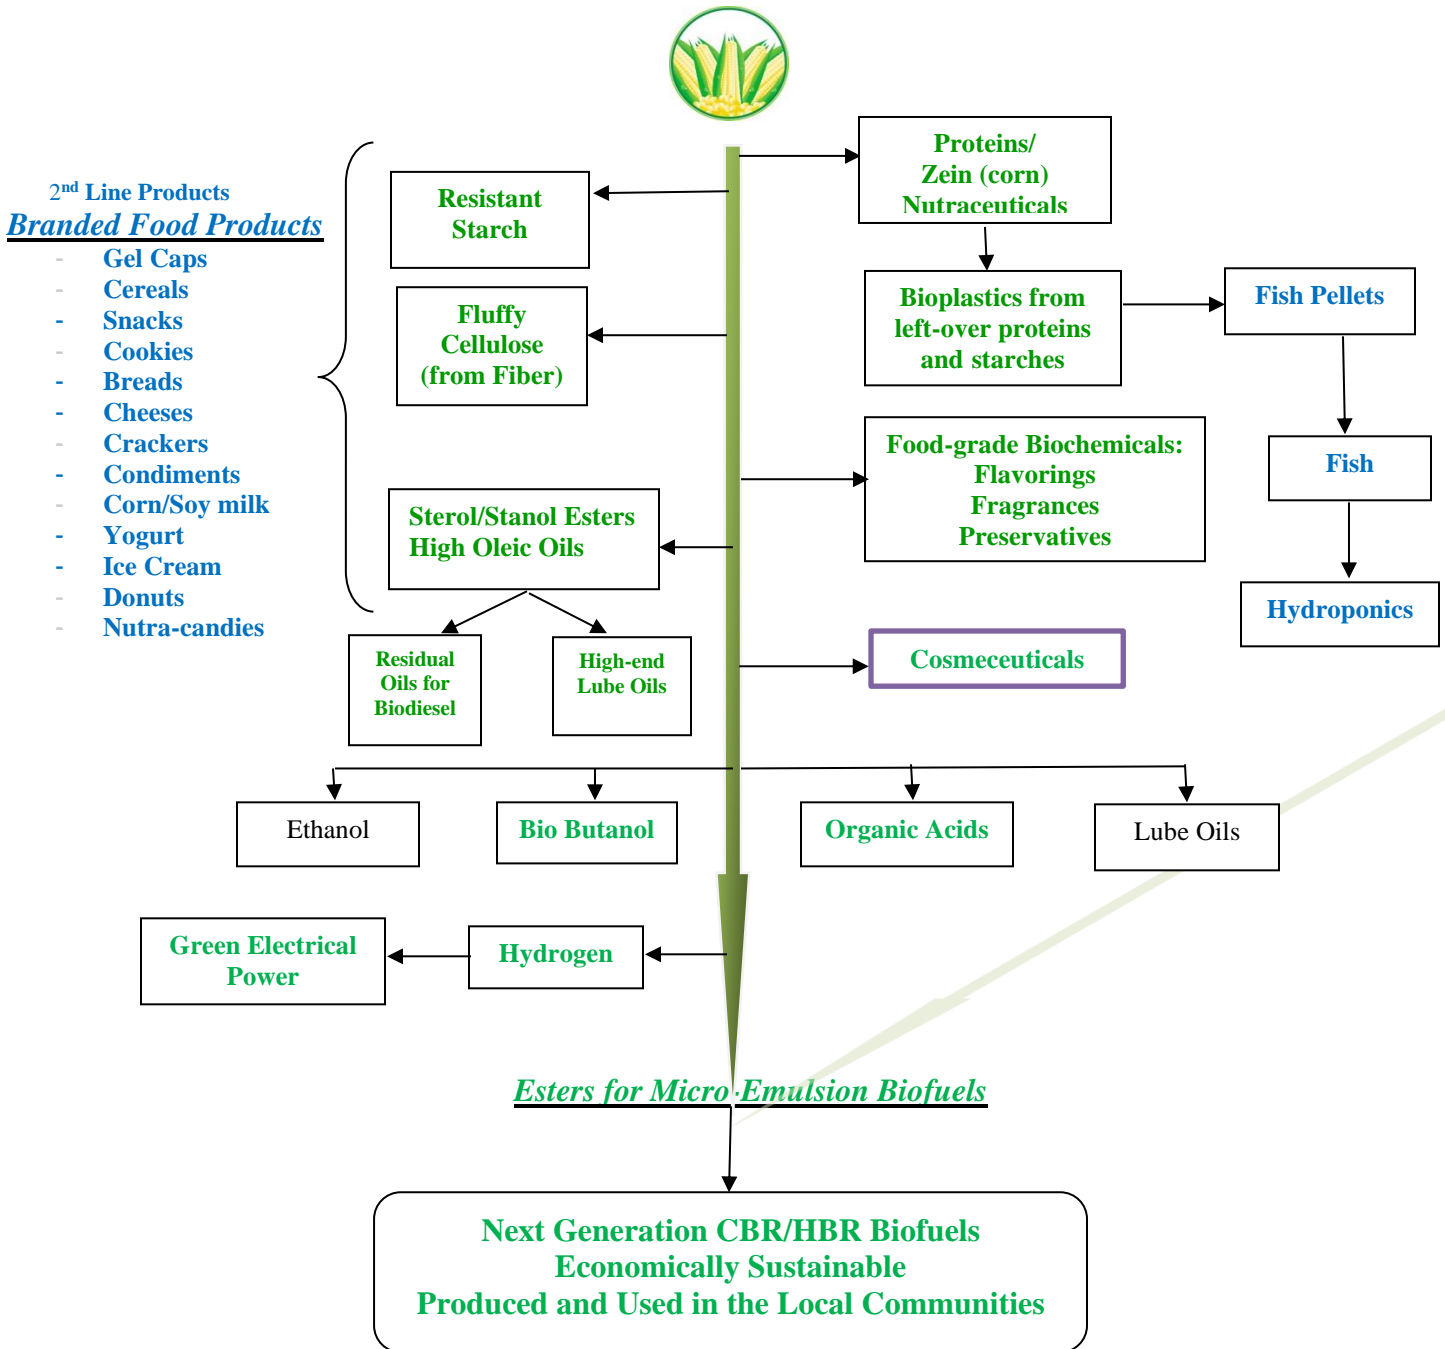 2nd Line Products
Branded Food Products
- Gel Caps
- Cereals
- Snacks
- Cookies
- Breads
- Cheeses
- Crackers
- Condiments
- Corn/Soy milk
- Yogurt
- Ice Cream
- Donuts
- Nutra-candies
Resistant
Starch
Fluffy
Cellulose
(from Fiber)
Sterol/Stanol Esters
High Oleic Oils
Residual
Oils for
Biodiesel
High-end
Lube Oils
Proteins/
Zein (corn)
Nutraceuticals
Bioplastics from
left-over proteins
and starches
Fish Pellets
Fish
Hydroponics
Food-grade Biochemicals:
Flavorings
Fragrances
Preservatives
Cosmeceuticals
Ethanol
Bio Butanol
Organic Acids
Lube Oils
Green Electrical
Power
Hydrogen
Esters for Micro-Emulsion Biofuels
Next Generation CBR/HBR Biofuels
Economically Sustainable
Produced and Used in the Local Communities